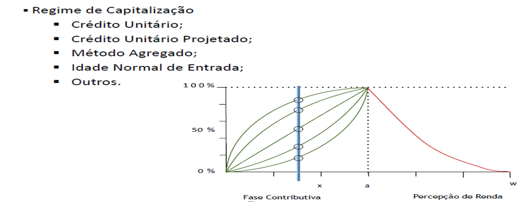 ▪ Regime de Capitalização
▪ Crédito Unitário;
▪ Crédito Unitário Projetado;
▪ Método Agregado;
▪ Idade Normal de Entrada;
▪ Outros.
100%
50%
0%
x
a
w
Fase Contributiva
Percepção de Renda